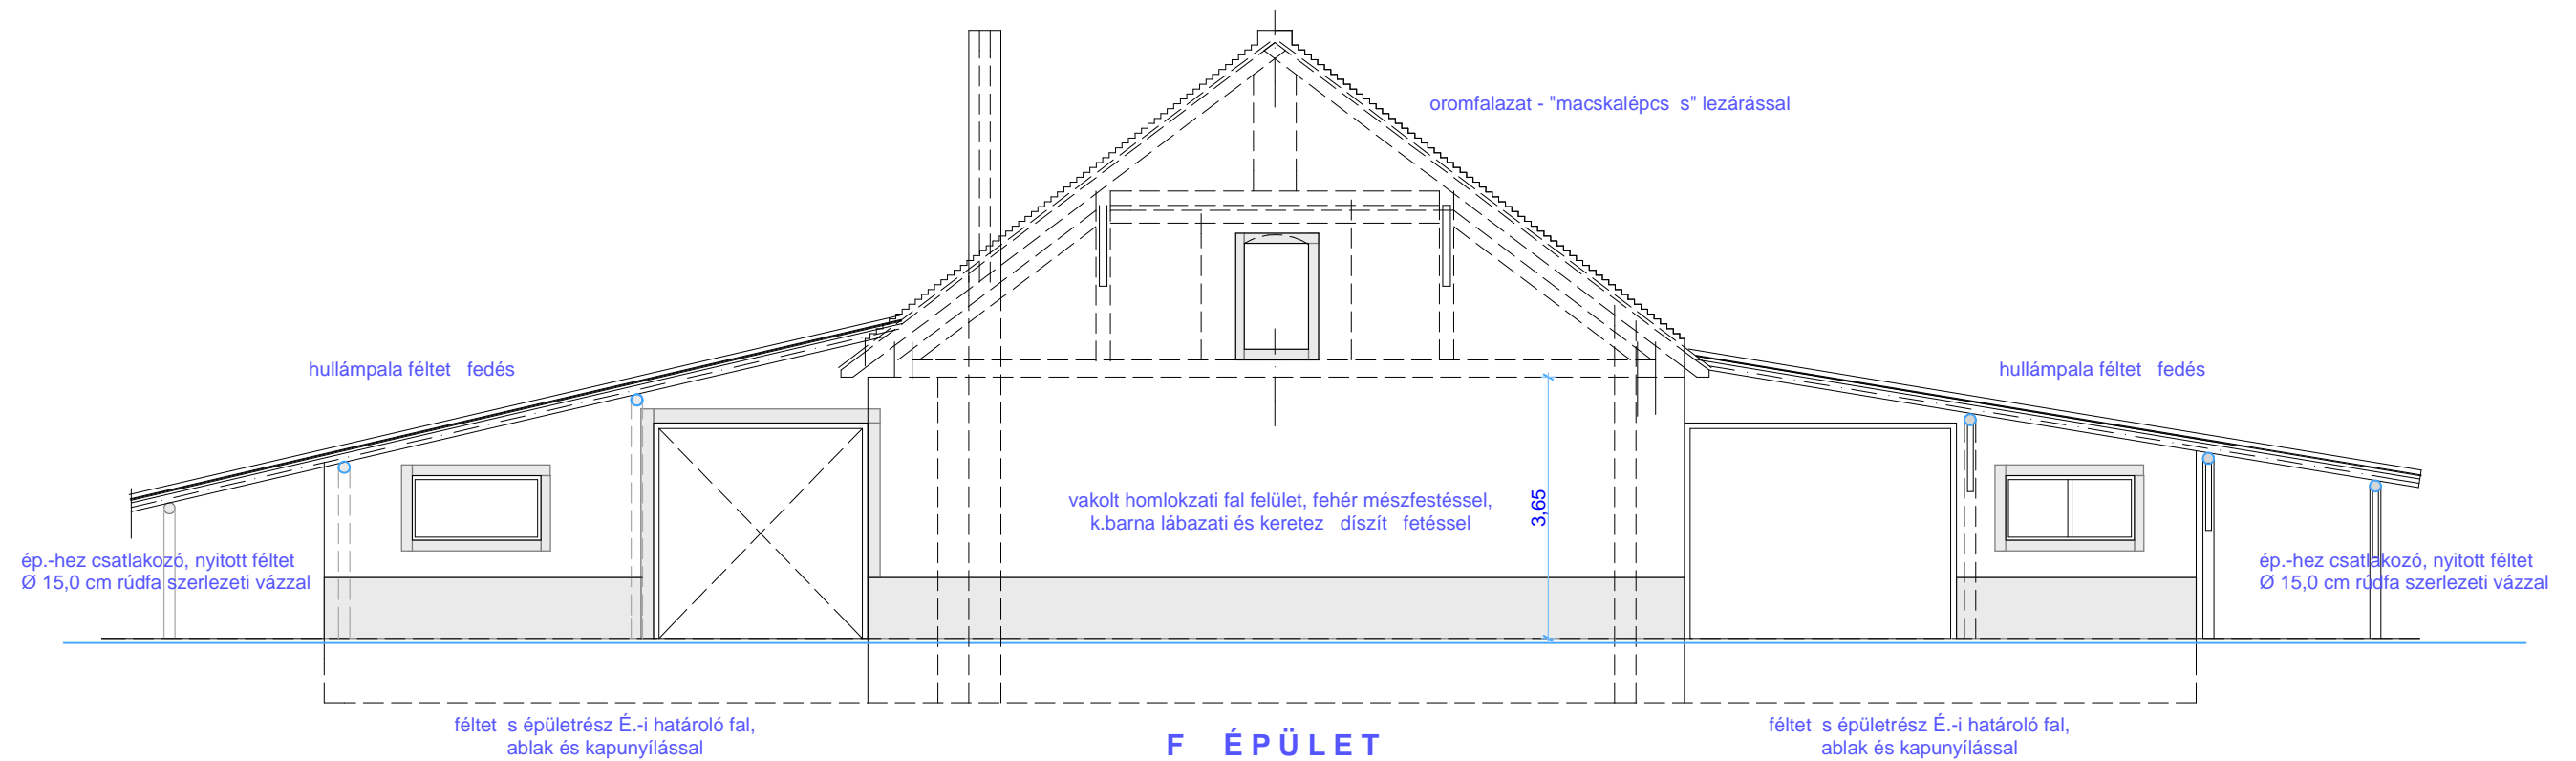 oromfalazat - "macskalépcs s" lezárással
hullámpala féltet fedés
hullámpala féltet fedés
vakolt homlokzati fal felület, fehér mészfestéssel,
k.barna lábazati és keretez díszít fetéssel
3,65
ép.-hez csatlakozó, nyitott féltet
Ø 15,0 cm rúdfa szerlezeti vázzal
ép.-hez csatlakozó, nyitott féltet
Ø 15,0 cm rúdfa szerlezeti vázzal
féltet s épületrész É.-i határoló fal,
ablak és kapunyílással
F ÉPÜLET
féltet s épületrész É.-i határoló fal,
ablak és kapunyílással